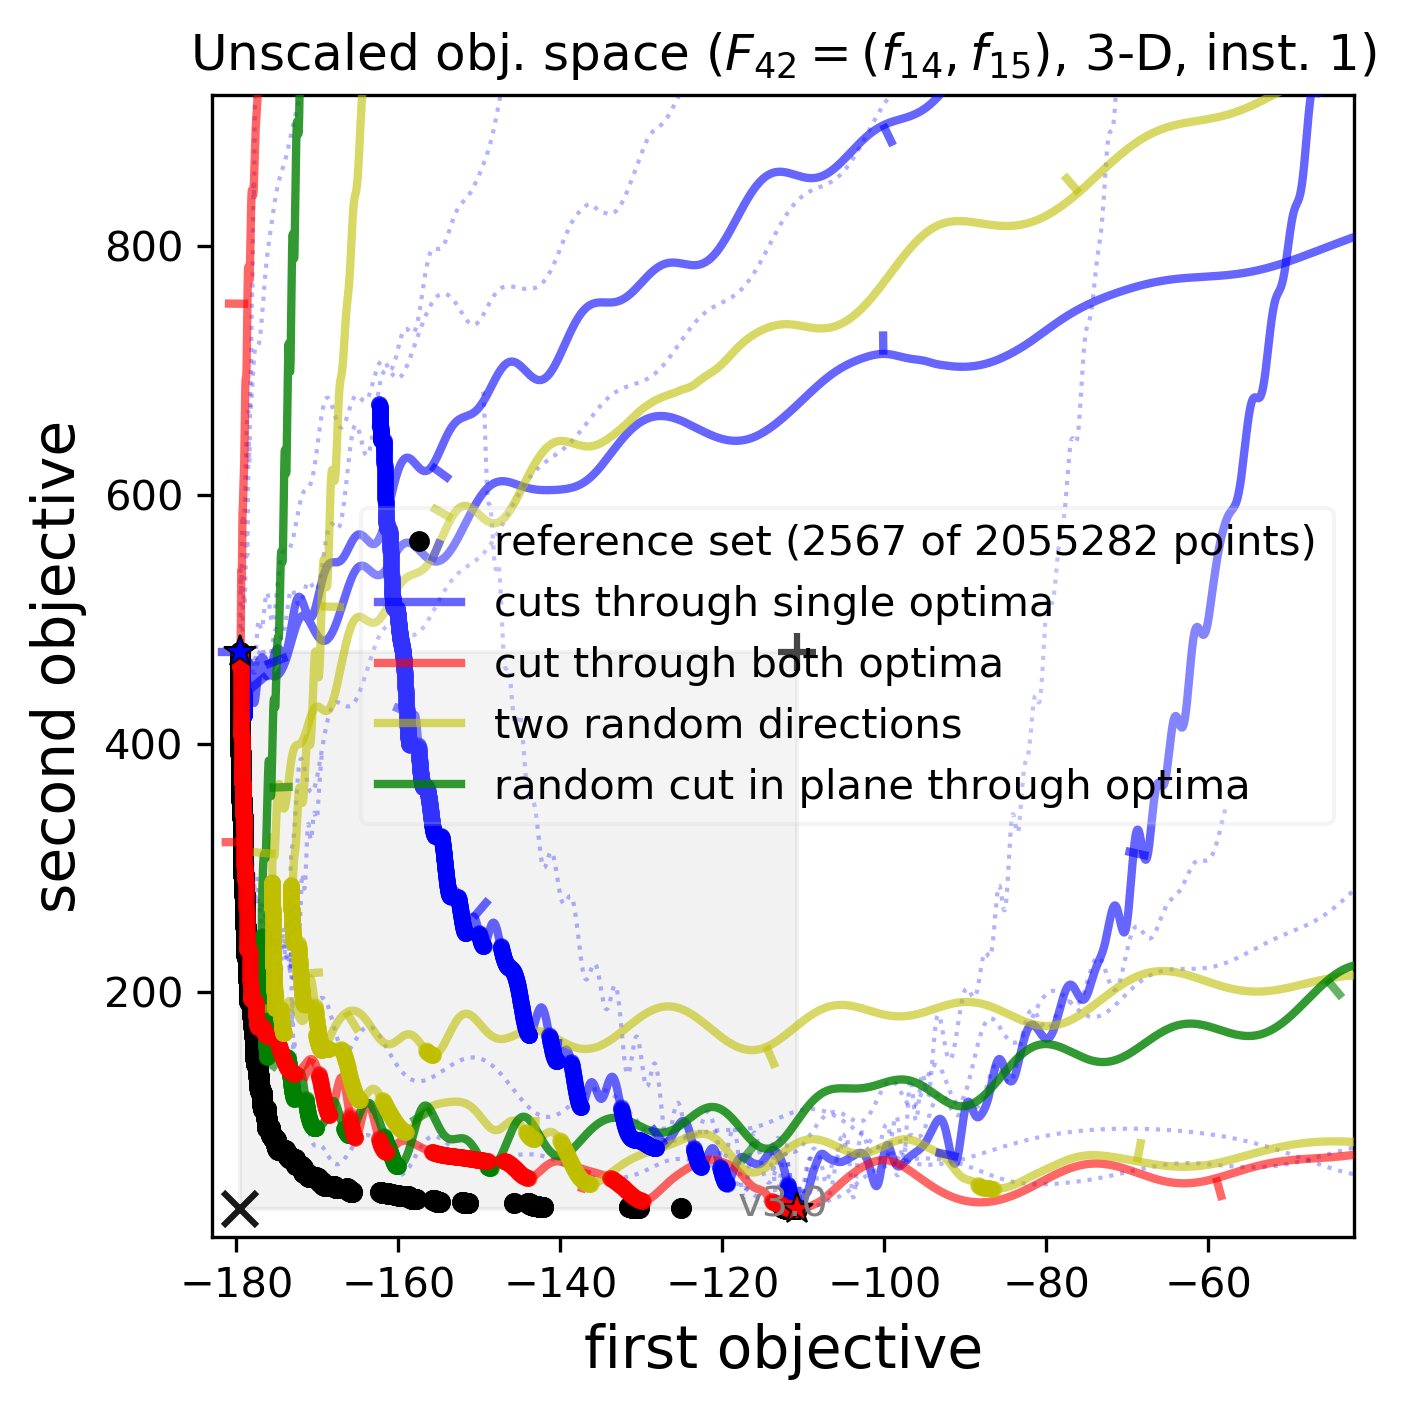 Unscaled obj. space (F₄₂ = (f₁₄, f₁₅), 3-D, inst. 1)
800
600
400
200
second objective
reference set (2567 of 2055282 points)
cuts through single optima
cut through both optima
two random directions
random cut in plane through optima
−180 −160 −140 −120 −100 −80 −60
first objective